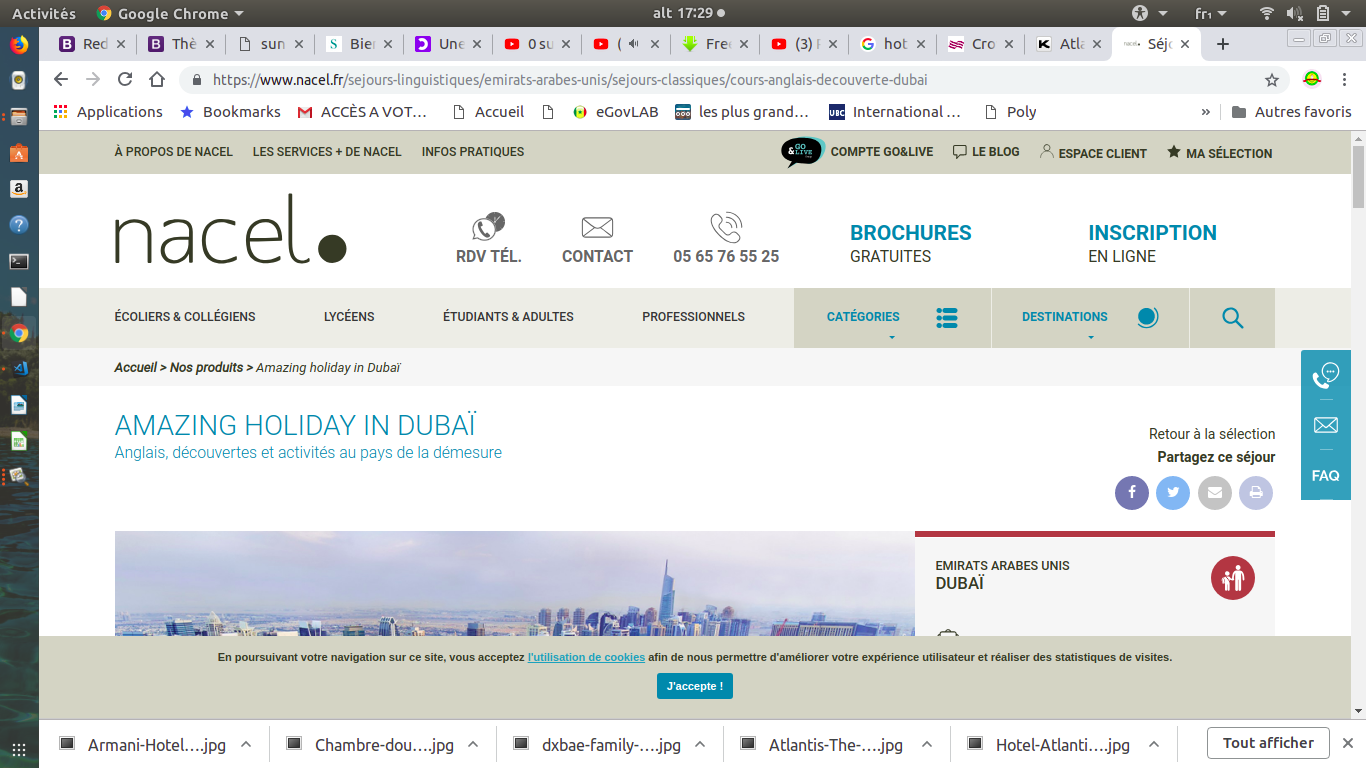 Activités Google Chrome alt 17:29 fr₁
Red Thè sun Bien Une 0 su ( Free (3) F hot Cro Atla Séjo
https://www.nacel.fr/sejours-linguistiques/emirats-arabes-unis/sejours-classiques/cours-anglais-decouverte-dubai
Applications Bookmarks ACCÈS A VOT… Accueil eGovLAB les plus grand… UBC International … Poly » Autres favoris
À PROPOS DE NACEL LES SERVICES + DE NACEL INFOS PRATIQUES GO &LIVE COMPTE GO&LIVE LE BLOG ESPACE CLIENT MA SÉLECTION
nacel.
RDV TÉL. CONTACT 05 65 76 55 25
BROCHURES
GRATUITES
INSCRIPTION
EN LIGNE
ÉCOLIERS & COLLÉGIENS LYCÉENS ÉTUDIANTS & ADULTES PROFESSIONNELS CATÉGORIES DESTINATIONS
Accueil > Nos produits > Amazing holiday in Dubaï
AMAZING HOLIDAY IN DUBAÏ
Anglais, découvertes et activités au pays de la démesure
Retour à la sélection
Partagez ce séjour
FAQ
EMIRATS ARABES UNIS
DUBAÏ
En poursuivant votre navigation sur ce site, vous acceptez l'utilisation de cookies afin de nous permettre d'améliorer votre expérience utilisateur et réaliser des statistiques de visites.
J'accepte !
Armani-Hotel….jpg Chambre-dou….jpg dxbae-family-….jpg Atlantis-The-….jpg Hotel-Atlanti….jpg Tout afficher